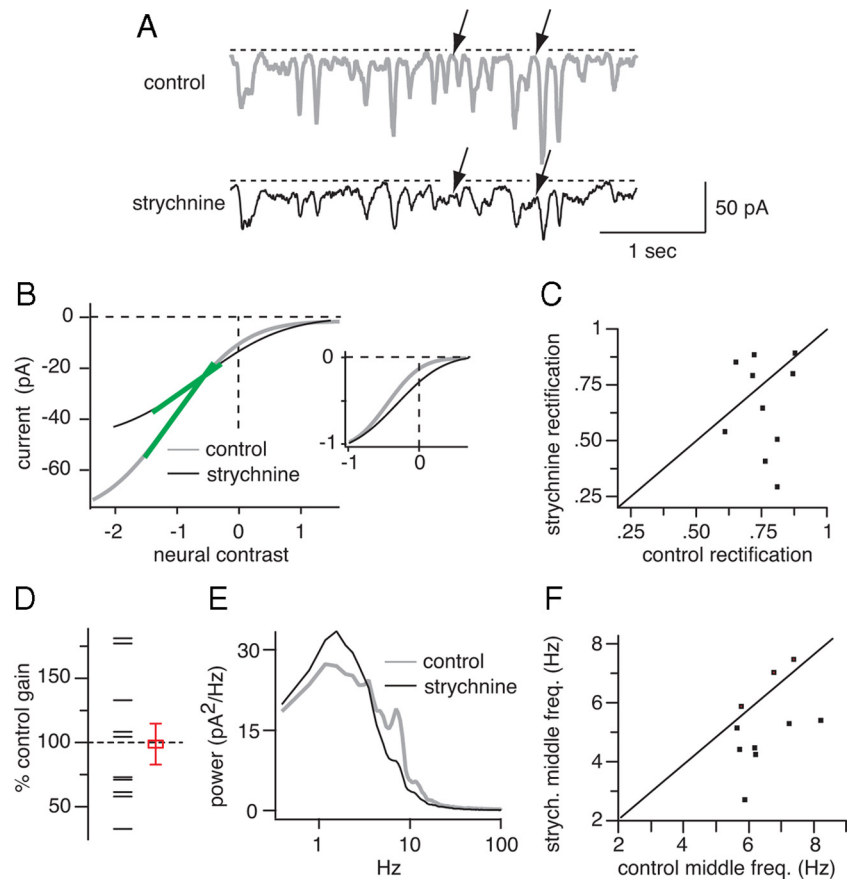 A
control
strychnine
50 pA
1 sec
B
0
-20
-40
-60
current (pA)
-2
-1
0
1
neural contrast
control
strychnine
0
-1
-1
0
C
1
.75
.50
.25
strychnine rectification
.25
.50
.75
1
control rectification
D
150
100
50
% control gain
E
30
15
0
power (pA2/Hz)
control
strychnine
1
10
100
Hz
F
8
6
4
2
strych. middle freq. (Hz)
2
4
6
8
control middle freq. (Hz)